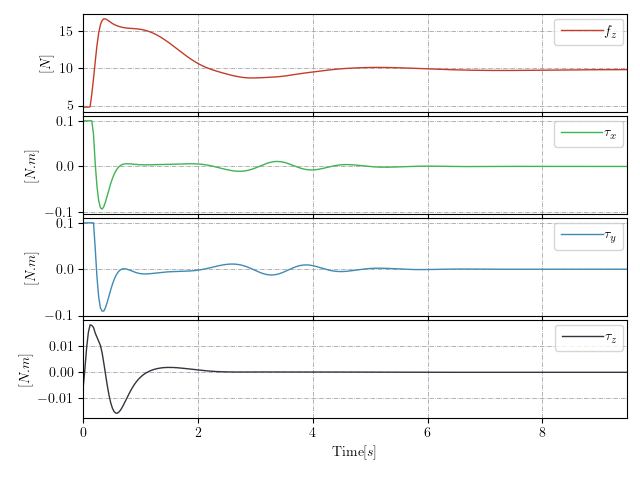 15
10
5
[N]
f_z
0.1
0.0
−0.1
[N.m]
τ_x
0.1
0.0
−0.1
[N.m]
τ_y
0.01
0.00
−0.01
[N.m]
τ_z
0 2 4 6 8
Time[s]